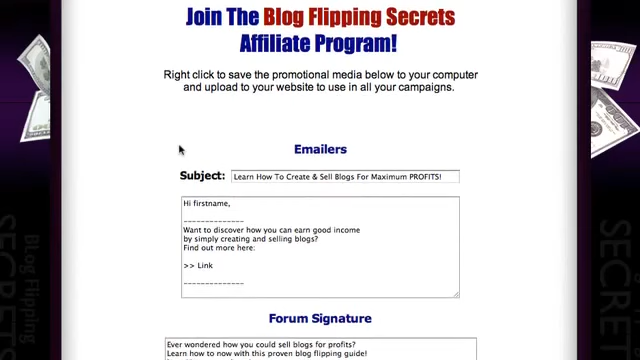 Join The Blog Flipping Secrets
Affiliate Program!
Right click to save the promotional media below to your computer
and upload to your website to use in all your campaigns.
Emailers
Subject: Learn How To Create & Sell Blogs For Maximum PROFITS!
Hi firstname,
--------------
Want to discover how you can earn good income
by simply creating and selling blogs?
Find out more here:
>> Link
--------------
Forum Signature
Ever wondered how you could sell blogs for profits?
Learn how to now with this proven blog flipping guide!
Blog Flipping
SECRETS
Blog Flipping
SECRET